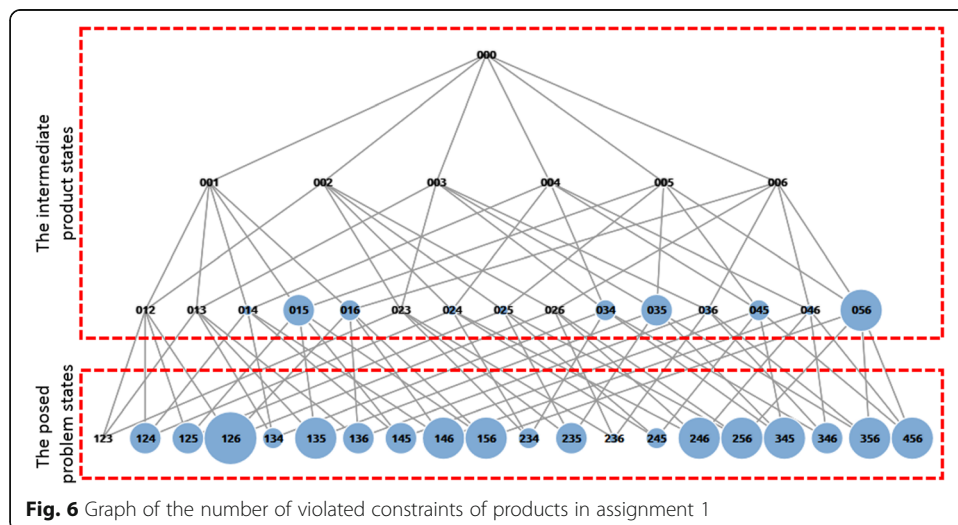 000
The intermediate
product states
001 002 003 004 005 006
012 013 014 015 016 023 024 025 026 034 035 036 045 046 056
The posed
problem states
123 124 125 126 134 135 136 145 146 156 234 235 236 245 246 256 345 346 356 456
Fig. 6 Graph of the number of violated constraints of products in assignment 1